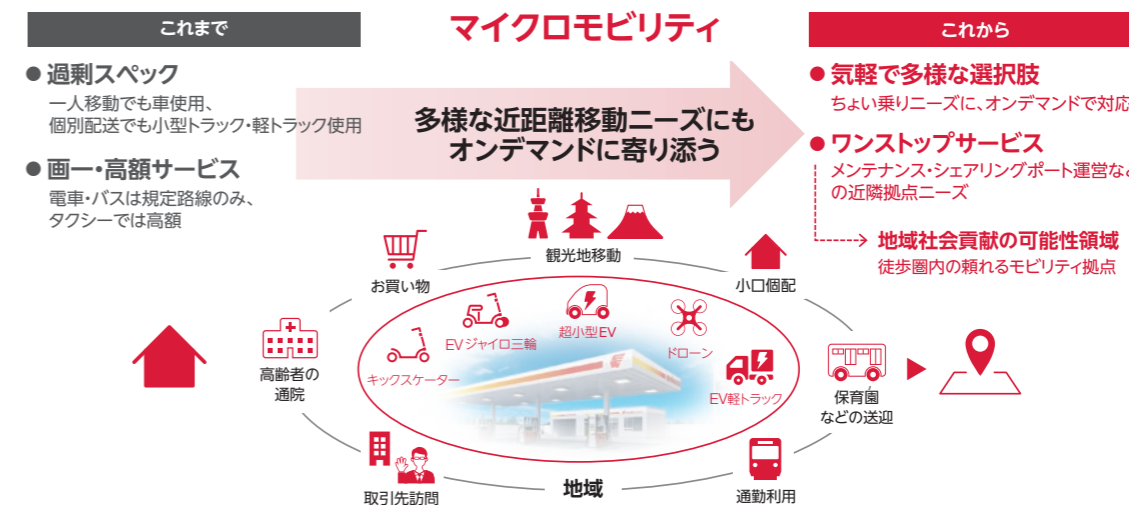 これまで
マイクロモビリティ
これから
● 過剰スペック
一人移動でも車使用、
個別配送でも小型トラック・軽トラック使用
● 画一・高額サービス
電車・バスは規定路線のみ、
タクシーでは高額
多様な近距離移動ニーズにも
オンデマンドに寄り添う
● 気軽で多様な選択肢
ちょい乗りニーズに、オンデマンドで対応
● ワンストップサービス
メンテナンス・シェアリングポート運営など
の近隣拠点ニーズ
地域社会貢献の可能性領域
徒歩圏内の頼れるモビリティ拠点
観光地移動
お買い物
小口個配
EVジャイロ三輪
超小型EV
ドローン
キックスケーター
EV軽トラック
高齢者の
通院
保育園
などの送迎
取引先訪問
地域
通勤利用